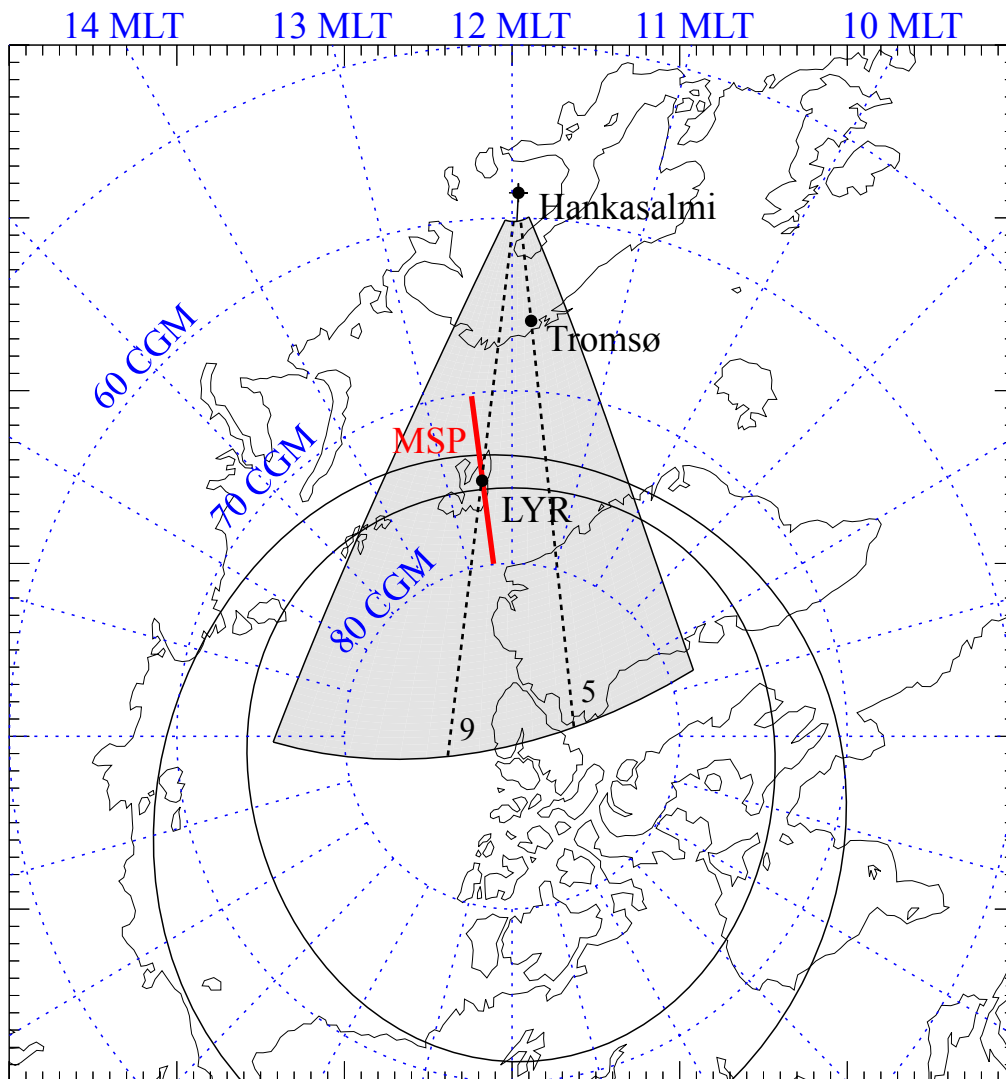 14 MLT
13 MLT
12 MLT
11 MLT
10 MLT
Hankasalmi
Tromsø
60 CGM
MSP
70 CGM
LYR
80 CGM
5
9